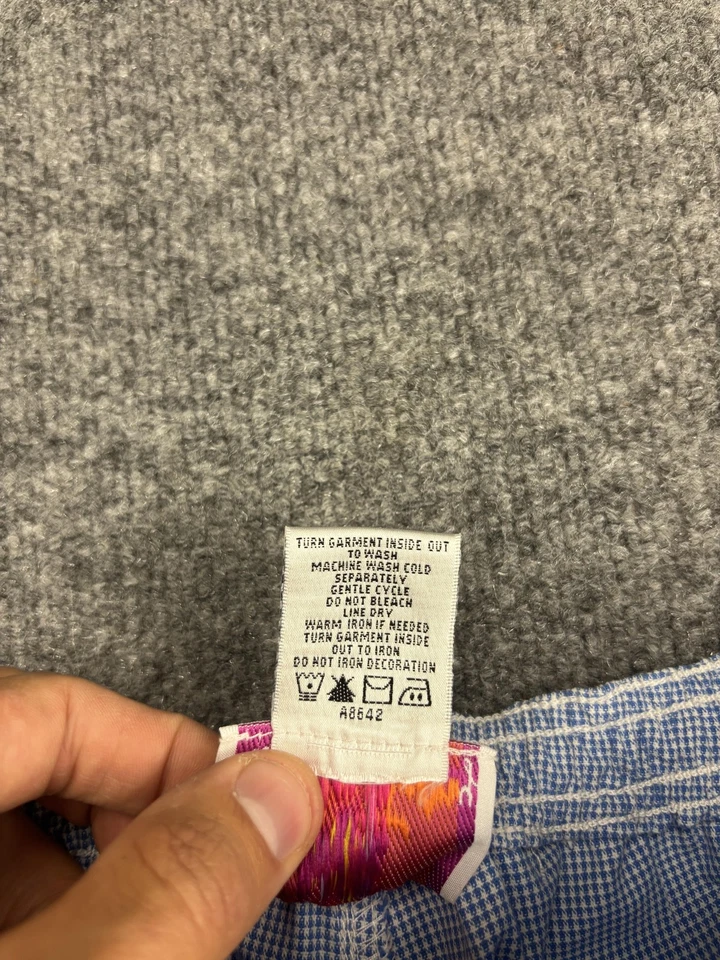 TURN GARMENT INSIDE OUT
TO WASH
MACHINE WASH COLD
SEPARATELY
GENTLE CYCLE
DO NOT BLEACH
LINE DRY
WARM IRON IF NEEDED
TURN GARMENT INSIDE
OUT TO IRON
DO NOT IRON DECORATION
A8642